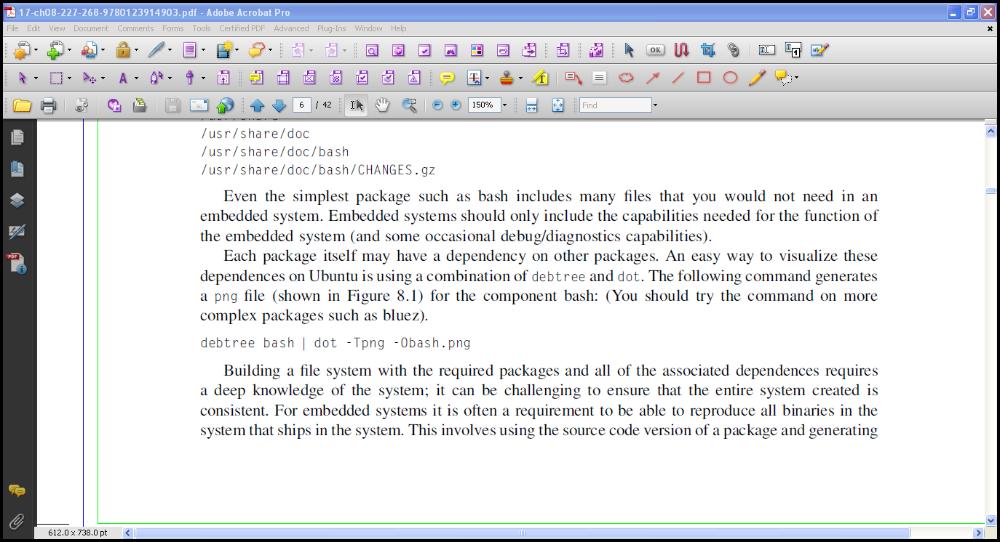 17-ch08-227-268-9780123914903.pdf - Adobe Acrobat Pro
File Edit View Document Comments Forms Tools Certified PDF Advanced Plug-Ins Window Help
OK
6 / 42 150% Find
/usr/share/doc
/usr/share/doc/bash
/usr/share/doc/bash/CHANGES.gz
Even the simplest package such as bash includes many files that you would not need in an
embedded system. Embedded systems should only include the capabilities needed for the function of
the embedded system (and some occasional debug/diagnostics capabilities).
Each package itself may have a dependency on other packages. An easy way to visualize these
dependences on Ubuntu is using a combination of debtree and dot. The following command generates
a png file (shown in Figure 8.1) for the component bash: (You should try the command on more
complex packages such as bluez).
debtree bash | dot -Tpng -Obash.png
Building a file system with the required packages and all of the associated dependences requires
a deep knowledge of the system; it can be challenging to ensure that the entire system created is
consistent. For embedded systems it is often a requirement to be able to reproduce all binaries in the
system that ships in the system. This involves using the source code version of a package and generating
612.0 x 738.0 pt